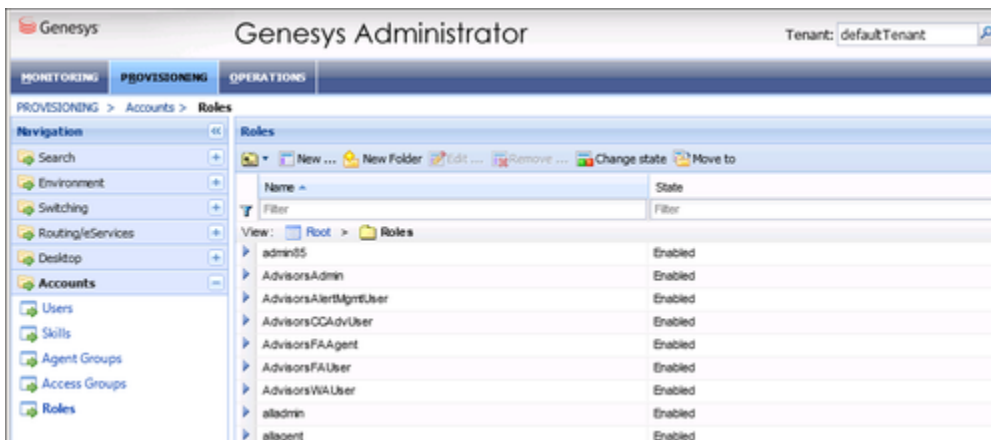 Genesys
Genesys Administrator
Tenant: defaultTenant
MONITORING PROVISIONING OPERATIONS
PROVISIONING > Accounts > Roles
Navigation
Search
Environment
Switching
Routing/eServices
Desktop
Accounts
Users
Skills
Agent Groups
Access Groups
Roles
Roles
New ... New Folder Edit ... Remove ... Change state Move to
Name State
Filter Filter
View: Root > Roles
admin85 Enabled
AdvisorsAdmin Enabled
AdvisorsAlertMgmtUser Enabled
AdvisorsCCAdvUser Enabled
AdvisorsFAAgent Enabled
AdvisorsFAUser Enabled
AdvisorsWAUser Enabled
alladmin Enabled
allagent Enabled